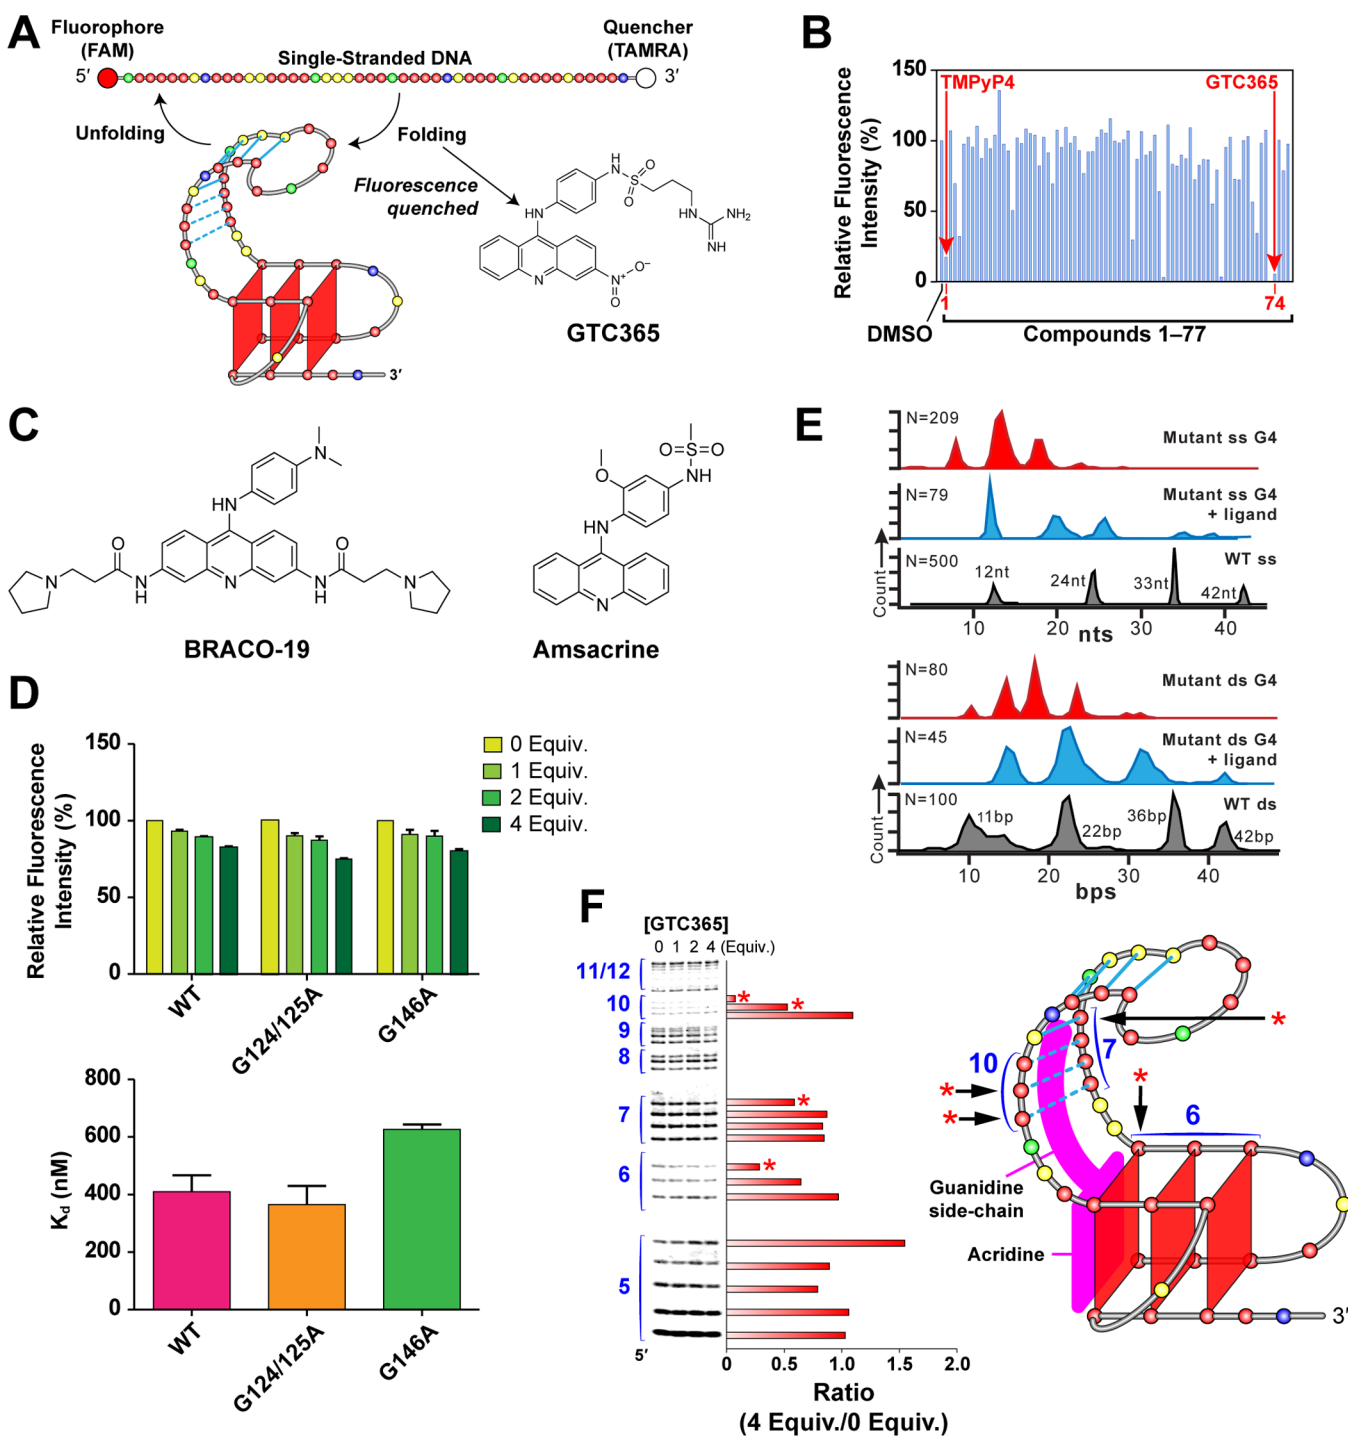 A
Fluorophore
(FAM)
Quencher
(TAMRA)
Single-Stranded DNA
5′
3′
Unfolding
Folding
Fluorescence
quenched
3′
H
N
O
S
O
HN
HN
NH₂
NH
N
N⁺
O⁻
O
GTC365
B
Relative Fluorescence
Intensity (%)
150
100
50
0
TMPyP4
GTC365
1
74
DMSO
Compounds 1–77
C
N
HN
O
O
N
N
H
N
N
H
N
BRACO-19
O=S=O
O
NH
HN
N
Amsacrine
D
Relative Fluorescence
Intensity (%)
150
100
50
0
WT
G124/125A
G146A
0 Equiv.
1 Equiv.
2 Equiv.
4 Equiv.
Kd (nM)
800
600
400
200
0
WT
G124/125A
G146A
E
N=209
Mutant ss G4
N=79
Mutant ss G4
+ ligand
N=500
WT ss
12nt
24nt
33nt
42nt
Count
10
20
30
40
nts
N=80
Mutant ds G4
N=45
Mutant ds G4
+ ligand
N=100
WT ds
11bp
22bp
36bp
42bp
Count
10
20
30
40
bps
F
[GTC365]
0 1 2 4 (Equiv.)
11/12
10
9
8
7
6
5
5′
*
*
*
*
0
0.5
1.0
1.5
2.0
Ratio
(4 Equiv./0 Equiv.)
10
7
6
*
*
*
*
Guanidine
side-chain
Acridine
3′